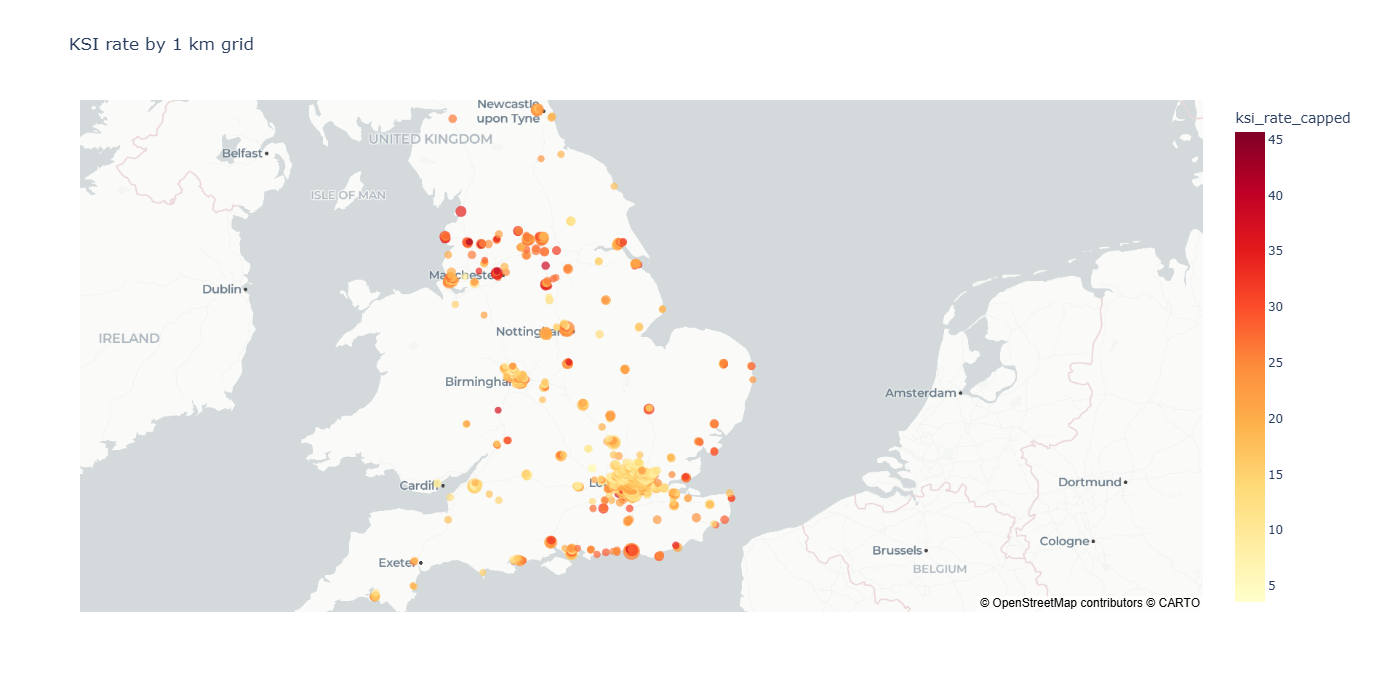 KSI rate by 1 km grid
Newcastle
upon Tyne
UNITED KINGDOM
Belfast
ISLE OF MAN
Manchester
Dublin
IRELAND
Nottingham
Birmingham
Amsterdam
Cardiff
Dortmund
Exeter
Brussels
Cologne
BELGIUM
© OpenStreetMap contributors © CARTO
ksi_rate_capped
45
40
35
30
25
20
15
10
5